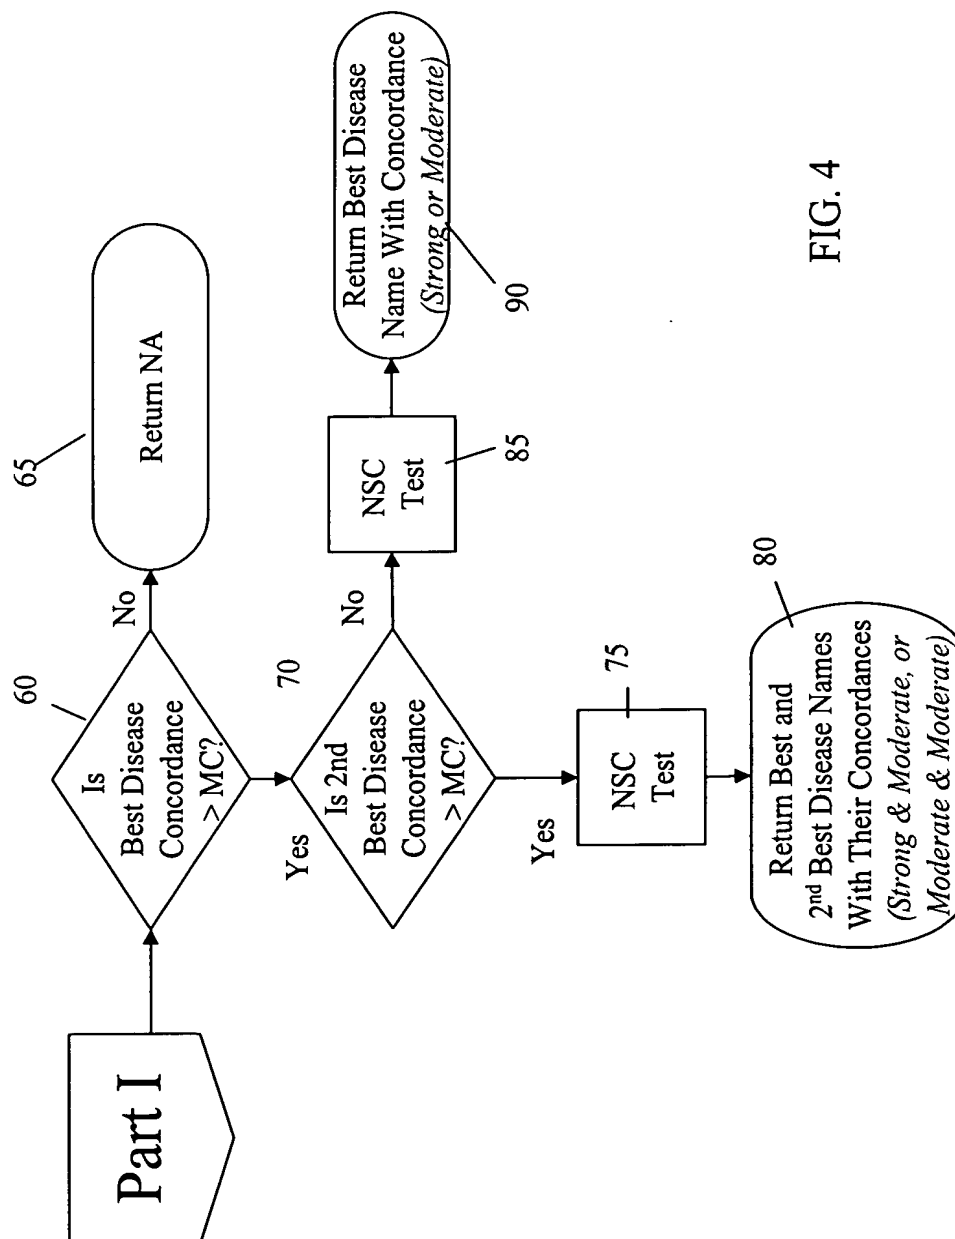 Part I
60
Is
Best Disease
Concordance
> MC?
No
65
Return NA
Yes
70
Is 2nd
Best Disease
Concordance
> MC?
No
NSC
Test
85
Return Best Disease
Name With Concordance
(Strong or Moderate)
90
Yes
75
NSC
Test
80
Return Best and
2nd Best Disease Names
With Their Concordances
(Strong & Moderate, or
Moderate & Moderate)
FIG. 4